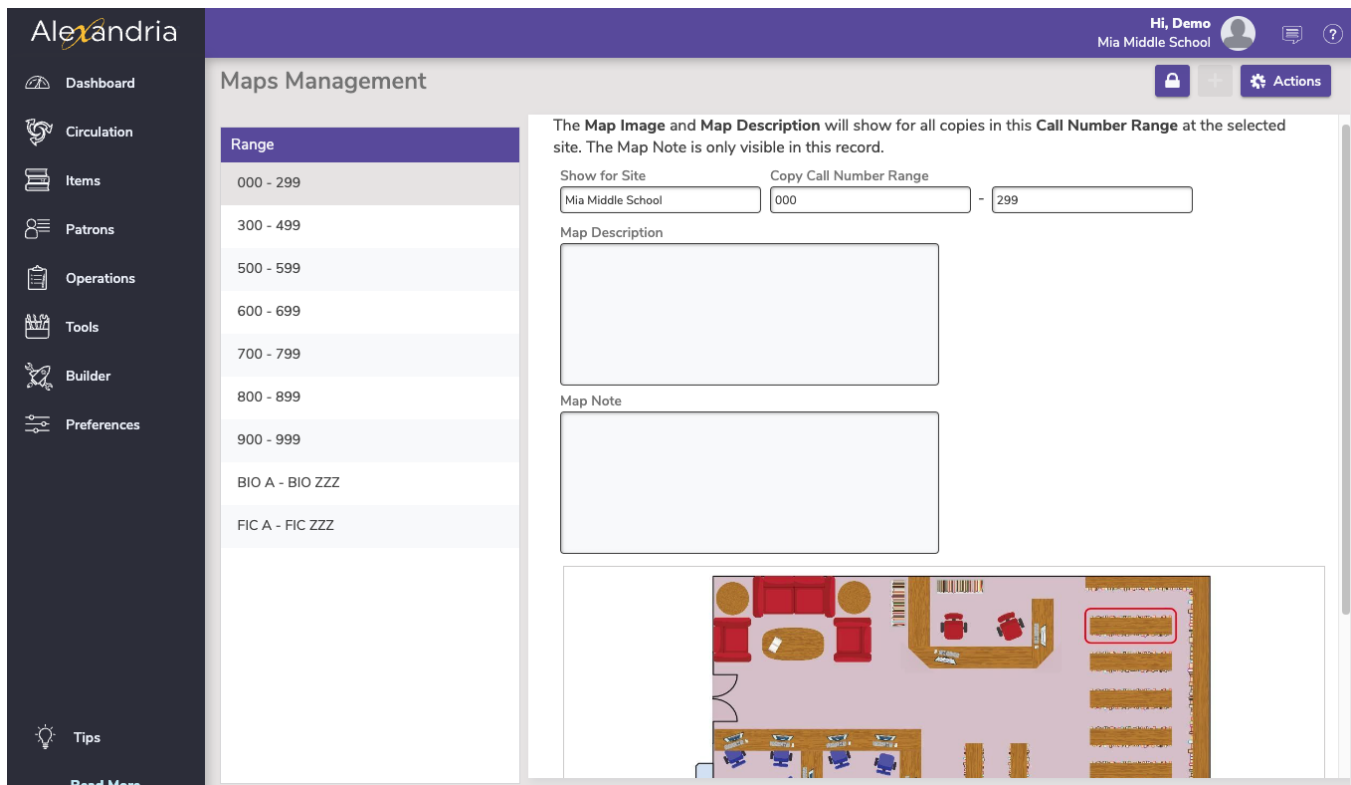 Alexandria
Hi, Demo
Mia Middle School
?
Dashboard
Circulation
Items
Patrons
Operations
Tools
Builder
Preferences
Tips
Read More
Maps Management
+
Actions
Range
000 - 299
300 - 499
500 - 599
600 - 699
700 - 799
800 - 899
900 - 999
BIO A - BIO ZZZ
FIC A - FIC ZZZ
The Map Image and Map Description will show for all copies in this Call Number Range at the selected
site. The Map Note is only visible in this record.
Show for Site
Copy Call Number Range
Mia Middle School
000 - 299
Map Description
Map Note